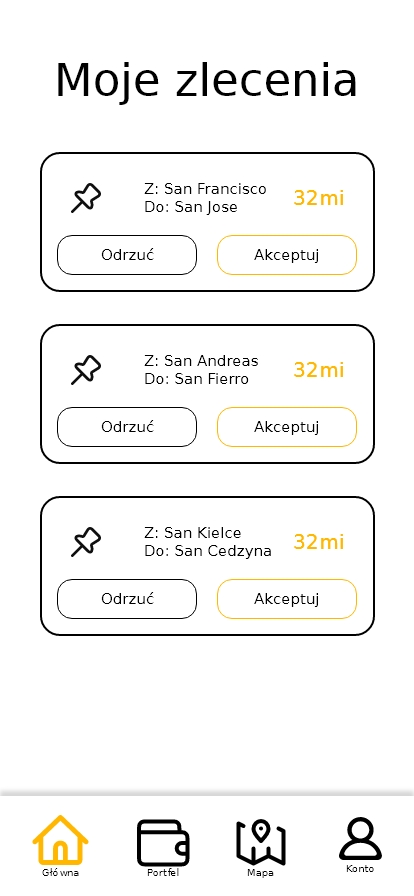 Moje zlecenia
Z: San Francisco
Do: San Jose
32mi
Odrzuć
Akceptuj
Z: San Andreas
Do: San Fierro
32mi
Odrzuć
Akceptuj
Z: San Kielce
Do: San Cedzyna
32mi
Odrzuć
Akceptuj
Główna
Portfel
Mapa
Konto